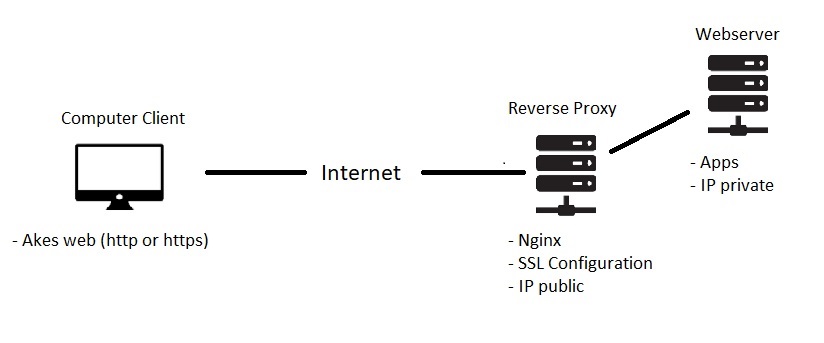 Webserver
Reverse Proxy
Computer Client
Internet
- Apps
- IP private
- Akes web (http or https)
- Nginx
- SSL Configuration
- IP public